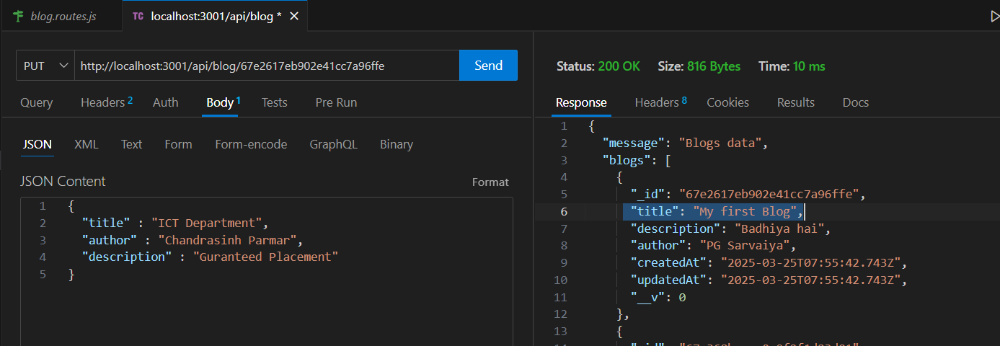 blog.routes.js
TC localhost:3001/api/blog *
PUT http://localhost:3001/api/blog/67e2617eb902e41cc7a96ffe Send
Query Headers 2 Auth Body 1 Tests Pre Run
JSON XML Text Form Form-encode GraphQL Binary
JSON Content Format
1 {
2 "title" : "ICT Department",
3 "author" : "Chandrasinh Parmar",
4 "description" : "Guranteed Placement"
5 }
Status: 200 OK Size: 816 Bytes Time: 10 ms
Response Headers 8 Cookies Results Docs
1 {
2 "message": "Blogs data",
3 "blogs": [
4 {
5 "_id": "67e2617eb902e41cc7a96ffe",
6 "title": "My first Blog",
7 "description": "Badhiya hai",
8 "author": "PG Sarvaiya",
9 "createdAt": "2025-03-25T07:55:42.743Z",
10 "updatedAt": "2025-03-25T07:55:42.743Z",
11 "__v": 0
12 },
13 {